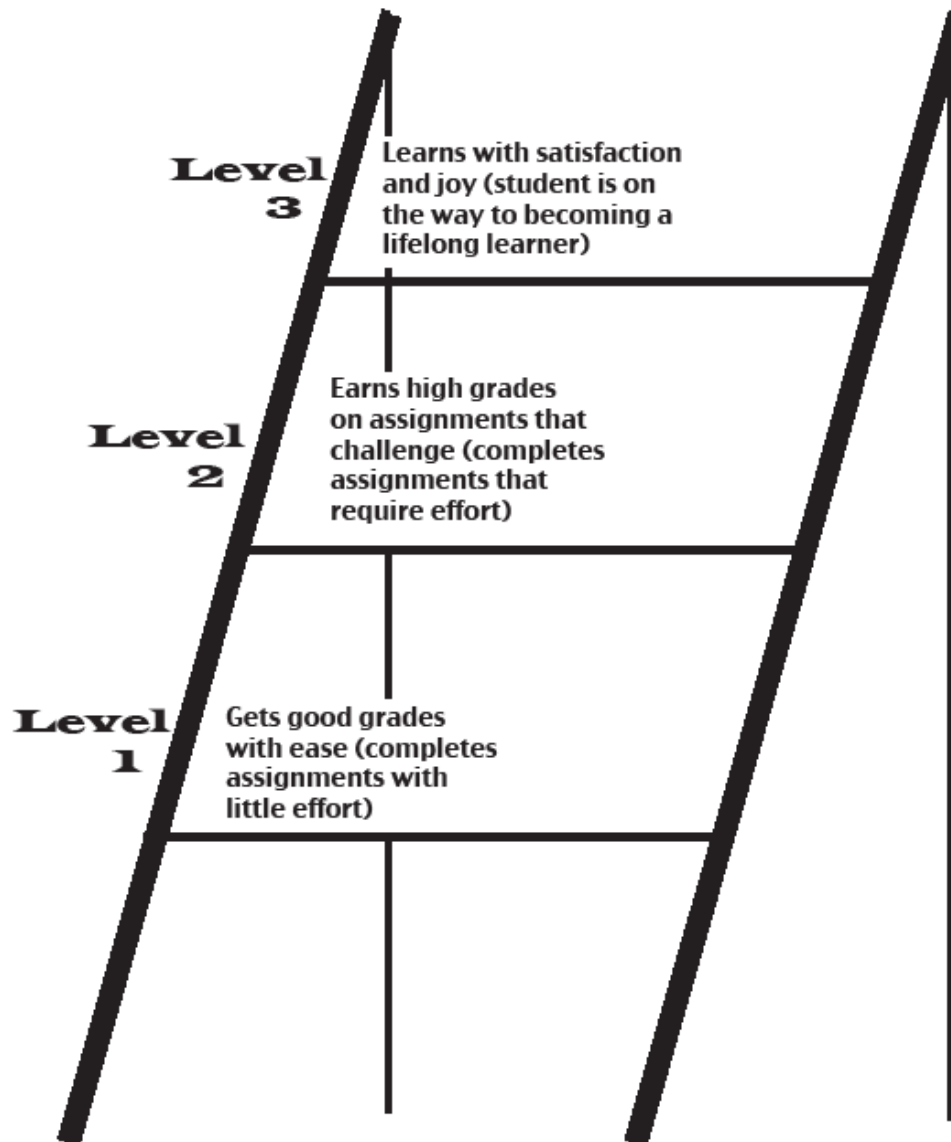 Level
3
Learns with satisfaction
and joy (student is on
the way to becoming a
lifelong learner)
Level
2
Earns high grades
on assignments that
challenge (completes
assignments that
require effort)
Level
1
Gets good grades
with ease (completes
assignments with
little effort)